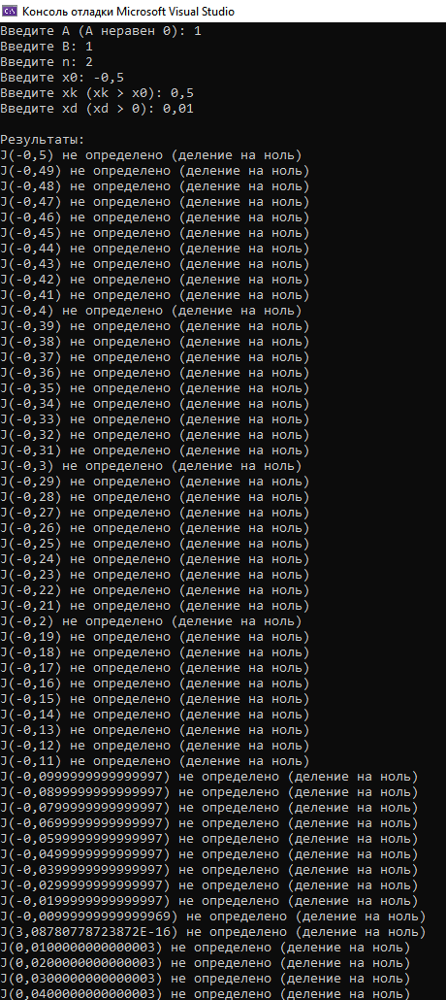 Консоль отладки Microsoft Visual Studio
Введите A (A неравен 0): 1
Введите B: 1
Введите n: 2
Введите x0: -0,5
Введите xk (xk > x0): 0,5
Введите xd (xd > 0): 0,01
Результаты:
J(-0,5) не определено (деление на ноль)
J(-0,49) не определено (деление на ноль)
J(-0,48) не определено (деление на ноль)
J(-0,47) не определено (деление на ноль)
J(-0,46) не определено (деление на ноль)
J(-0,45) не определено (деление на ноль)
J(-0,44) не определено (деление на ноль)
J(-0,43) не определено (деление на ноль)
J(-0,42) не определено (деление на ноль)
J(-0,41) не определено (деление на ноль)
J(-0,4) не определено (деление на ноль)
J(-0,39) не определено (деление на ноль)
J(-0,38) не определено (деление на ноль)
J(-0,37) не определено (деление на ноль)
J(-0,36) не определено (деление на ноль)
J(-0,35) не определено (деление на ноль)
J(-0,34) не определено (деление на ноль)
J(-0,33) не определено (деление на ноль)
J(-0,32) не определено (деление на ноль)
J(-0,31) не определено (деление на ноль)
J(-0,3) не определено (деление на ноль)
J(-0,29) не определено (деление на ноль)
J(-0,28) не определено (деление на ноль)
J(-0,27) не определено (деление на ноль)
J(-0,26) не определено (деление на ноль)
J(-0,25) не определено (деление на ноль)
J(-0,24) не определено (деление на ноль)
J(-0,23) не определено (деление на ноль)
J(-0,22) не определено (деление на ноль)
J(-0,21) не определено (деление на ноль)
J(-0,2) не определено (деление на ноль)
J(-0,19) не определено (деление на ноль)
J(-0,18) не определено (деление на ноль)
J(-0,17) не определено (деление на ноль)
J(-0,16) не определено (деление на ноль)
J(-0,15) не определено (деление на ноль)
J(-0,14) не определено (деление на ноль)
J(-0,13) не определено (деление на ноль)
J(-0,12) не определено (деление на ноль)
J(-0,11) не определено (деление на ноль)
J(-0,0999999999999997) не определено (деление на ноль)
J(-0,0899999999999997) не определено (деление на ноль)
J(-0,0799999999999997) не определено (деление на ноль)
J(-0,0699999999999997) не определено (деление на ноль)
J(-0,0599999999999997) не определено (деление на ноль)
J(-0,0499999999999997) не определено (деление на ноль)
J(-0,0399999999999997) не определено (деление на ноль)
J(-0,0299999999999997) не определено (деление на ноль)
J(-0,0199999999999997) не определено (деление на ноль)
J(-0,00999999999999969) не определено (деление на ноль)
J(3,08780778723872E-16) не определено (деление на ноль)
J(0,0100000000000003) не определено (деление на ноль)
J(0,0200000000000003) не определено (деление на ноль)
J(0,0300000000000003) не определено (деление на ноль)
J(0,0400000000000003) не определено (деление на ноль)